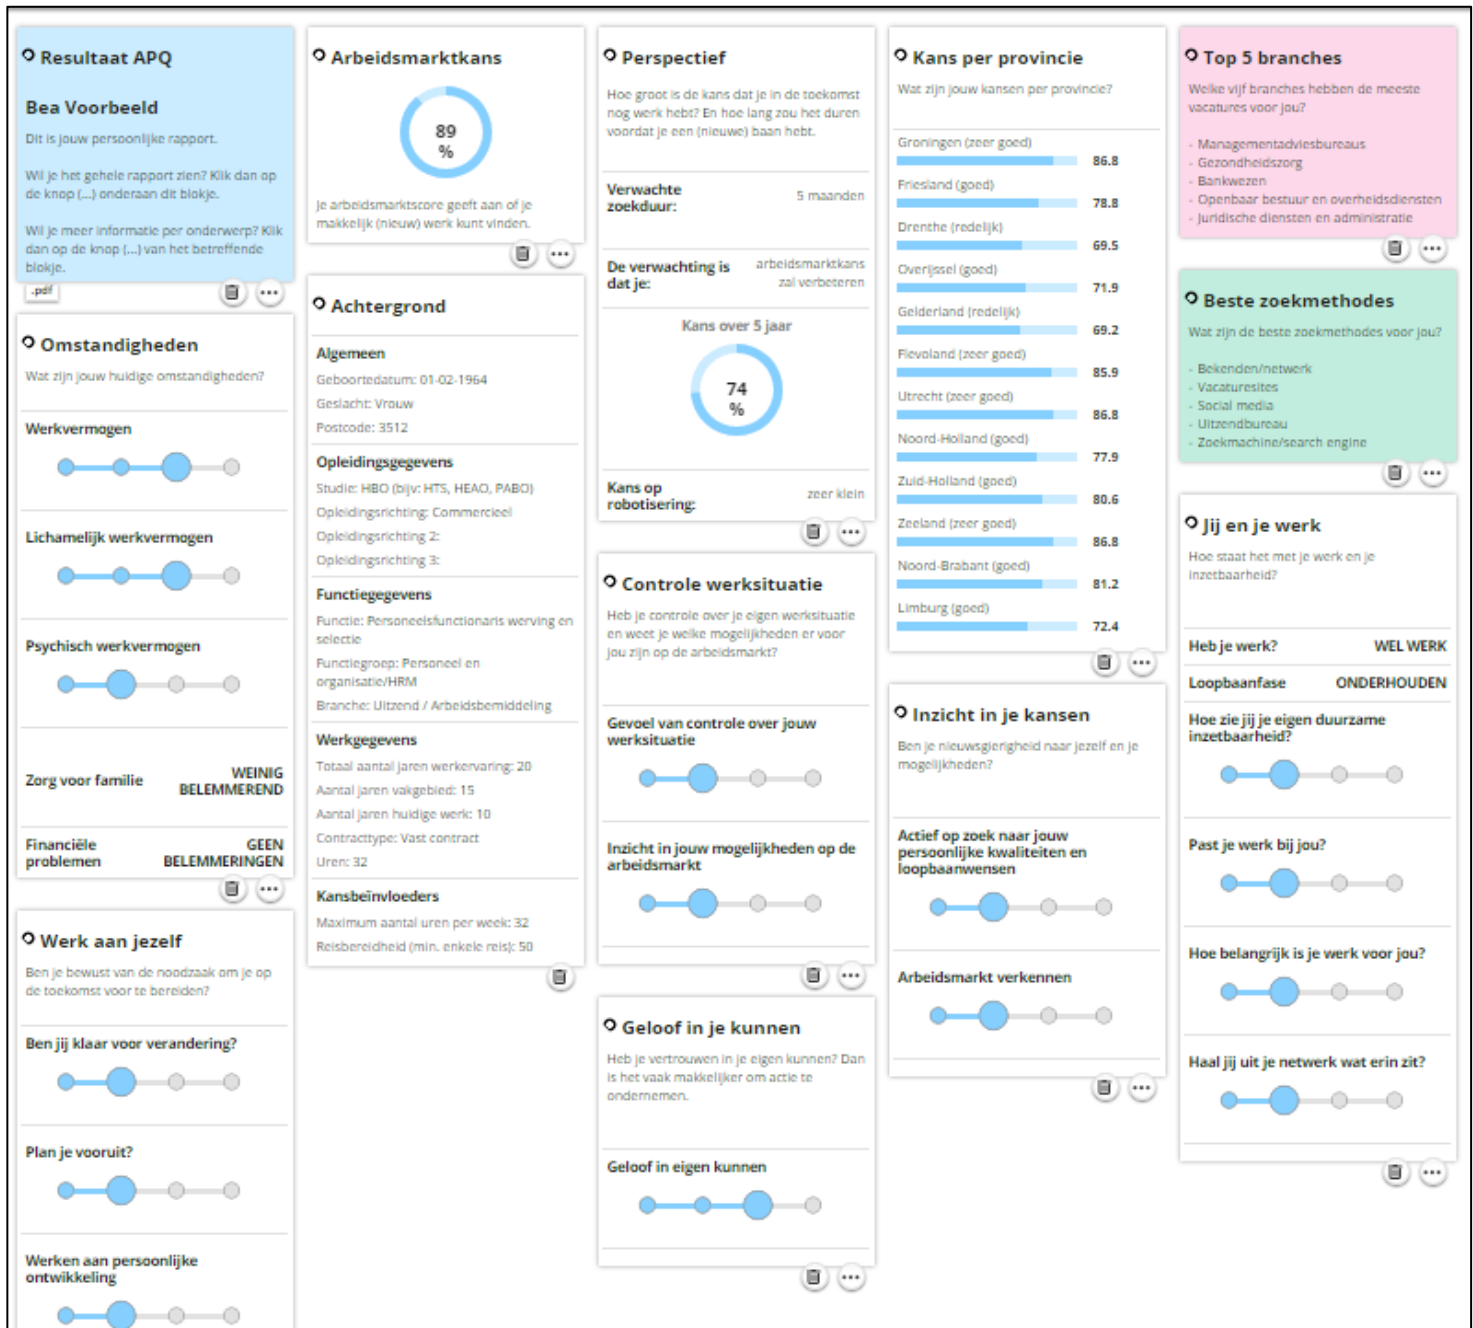 Resultaat APQ
Bea Voorbeeld
Dit is jouw persoonlijke rapport.
Wil je het gehele rapport zien? Klik dan op
de knop (...) onderaan dit blokje.
Wil je meer informatie per onderwerp? Klik
dan op de knop (...) van het betreffende
blokje.
.pdf
Omstandigheden
Wat zijn jouw huidige omstandigheden?
Werkvermogen
Lichamelijk werkvermogen
Psychisch werkvermogen
Zorg voor familie
WEINIG
BELEMMEREND
Financiële
problemen
GEEN
BELEMMERINGEN
Werk aan jezelf
Ben je bewust van de noodzaak om je op
de toekomst voor te bereiden?
Ben jij klaar voor verandering?
Plan je vooruit?
Werken aan persoonlijke
ontwikkeling
Arbeidsmarktkans
89
%
Je arbeidsmarktscore geeft aan of je
makkelijk (nieuw) werk kunt vinden.
Achtergrond
Algemeen
Geboortedatum: 01-02-1964
Geslacht: Vrouw
Postcode: 3512
Opleidingsgegevens
Studie: HBO (bijv: HTS, HEAO, PABO)
Opleidingsrichting: Commercieel
Opleidingsrichting 2:
Opleidingsrichting 3:
Functiegegevens
Functie: Personeelsfunctionaris werving en
selectie
Functiegroep: Personeel en
organisatie/HRM
Branche: Uitzend / Arbeidsbemiddeling
Werkgegevens
Totaal aantal jaren werkervaring: 20
Aantal jaren vakgebied: 15
Aantal jaren huidige werk: 10
Contracttype: Vast contract
Uren: 32
Kansbeïnvloeders
Maximum aantal uren per week: 32
Reisbereidheid (min. enkele reis): 50
Perspectief
Hoe groot is de kans dat je in de toekomst
nog werk hebt? En hoe lang zou het duren
voordat je een (nieuwe) baan hebt.
Verwachte
zoekduur:
5 maanden
De verwachting is
dat je:
arbeidsmarktkans
zal verbeteren
Kans over 5 jaar
74
%
Kans op
robotisering:
zeer klein
Controle werksituatie
Heb je controle over je eigen werksituatie
en weet je welke mogelijkheden er voor
jou zijn op de arbeidsmarkt?
Gevoel van controle over jouw
werksituatie
Inzicht in jouw mogelijkheden op de
arbeidsmarkt
Geloof in je kunnen
Heb je vertrouwen in je eigen kunnen? Dan
is het vaak makkelijker om actie te
ondernemen.
Geloof in eigen kunnen
Kans per provincie
Wat zijn jouw kansen per provincie?
Groningen (zeer goed)
86.8
Friesland (goed)
78.8
Drenthe (redelijk)
69.5
Overijssel (goed)
71.9
Gelderland (redelijk)
69.2
Flevoland (zeer goed)
85.9
Utrecht (zeer goed)
86.8
Noord-Holland (goed)
77.9
Zuid-Holland (goed)
80.6
Zeeland (zeer goed)
86.8
Noord-Brabant (goed)
81.2
Limburg (goed)
72.4
Inzicht in je kansen
Ben je nieuwsgierigheid naar jezelf en je
mogelijkheden?
Actief op zoek naar jouw
persoonlijke kwaliteiten en
loopbaanwensen
Arbeidsmarkt verkennen
Top 5 branches
Welke vijf branches hebben de meeste
vacatures voor jou?
- Managementadviesbureaus
- Gezondheidszorg
- Bankwezen
- Openbaar bestuur en overheidsdiensten
- Juridische diensten en administratie
Beste zoekmethodes
Wat zijn de beste zoekmethodes voor jou?
- Bekenden/netwerk
- Vacaturesites
- Social media
- Uitzendbureau
- Zoekmachine/search engine
Jij en je werk
Hoe staat het met je werk en je
inzetbaarheid?
Heb je werk? WEL WERK
Loopbaanfase ONDERHOUDEN
Hoe zie jij je eigen duurzame
inzetbaarheid?
Past je werk bij jou?
Hoe belangrijk is je werk voor jou?
Haal jij uit je netwerk wat erin zit?